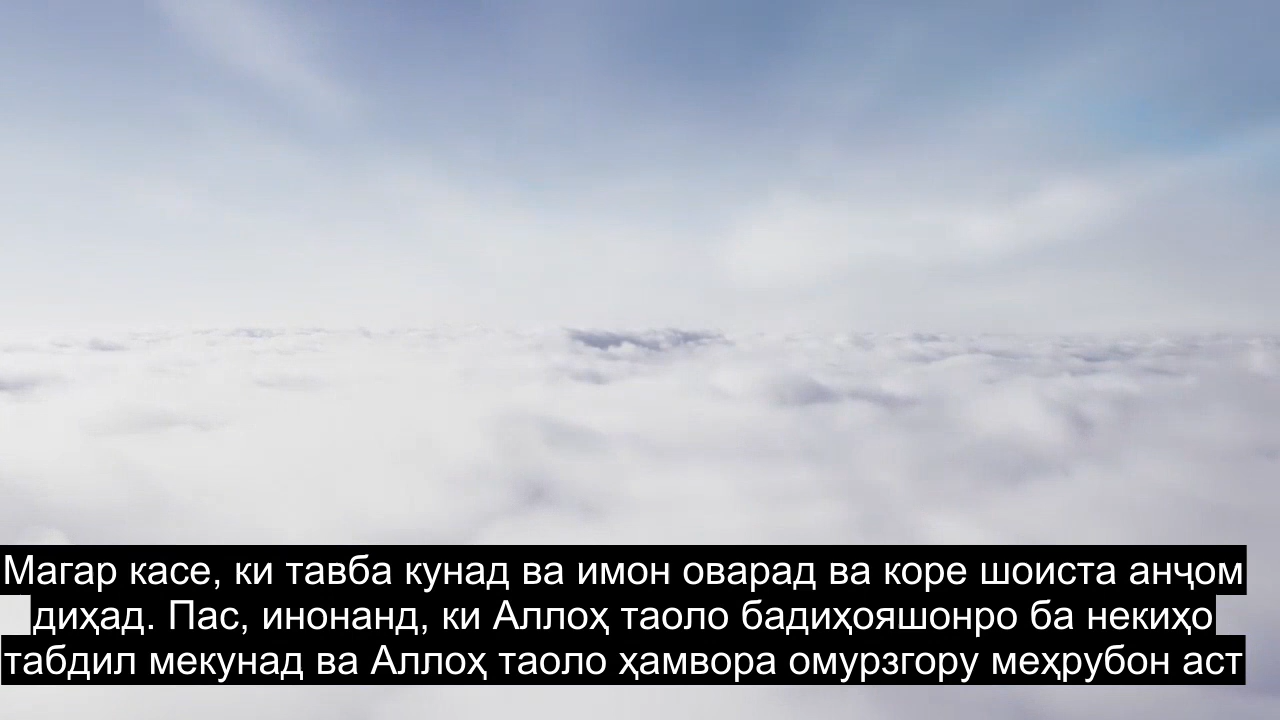 Магар касе, ки тавба кунад ва имон оварад ва коре шоиста анҷом
диҳад. Пас, инонанд, ки Аллоҳ таоло бадиҳояшонро ба некиҳо
табдил мекунад ва Аллоҳ таоло ҳамвора омурзгору меҳрубон аст